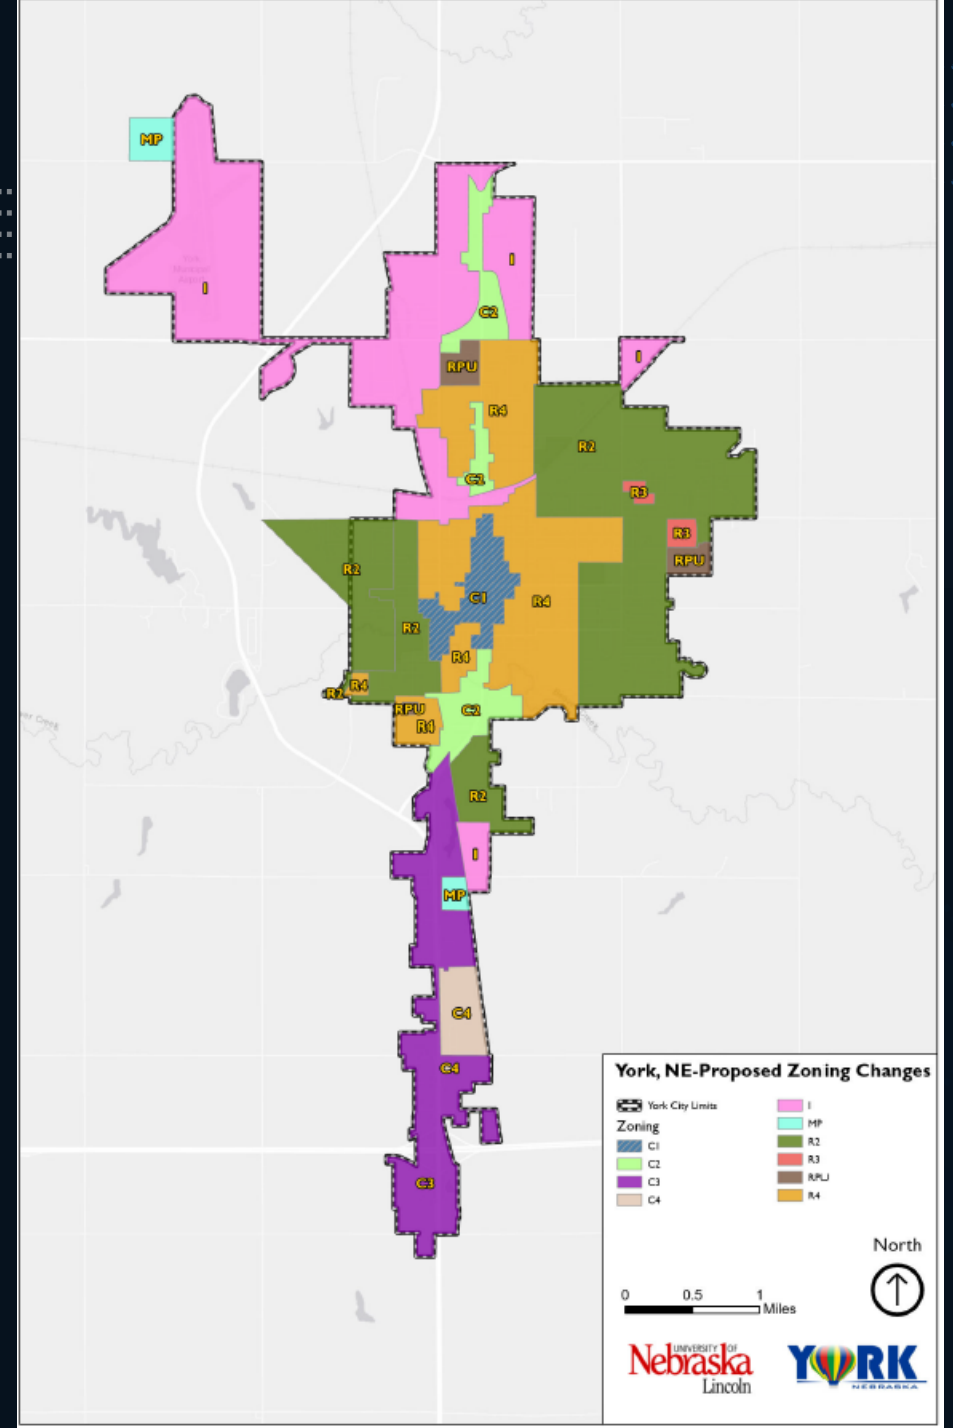 MP
I
I
C2
RPU
I
R4
R2
C2
R3
R3
RPU
R2
C1
R4
R2
R4
R4
R2
RPU
C2
R4
R2
I
MP
C4
C4
C3
York, NE-Proposed Zoning Changes
York City Limits
Zoning
C1
C2
C3
C4
I
MP
R2
R3
RPU
R4
North
0 0.5 1
Miles
UNIVERSITY OF
Nebraska
Lincoln
YORK
NEBRASKA